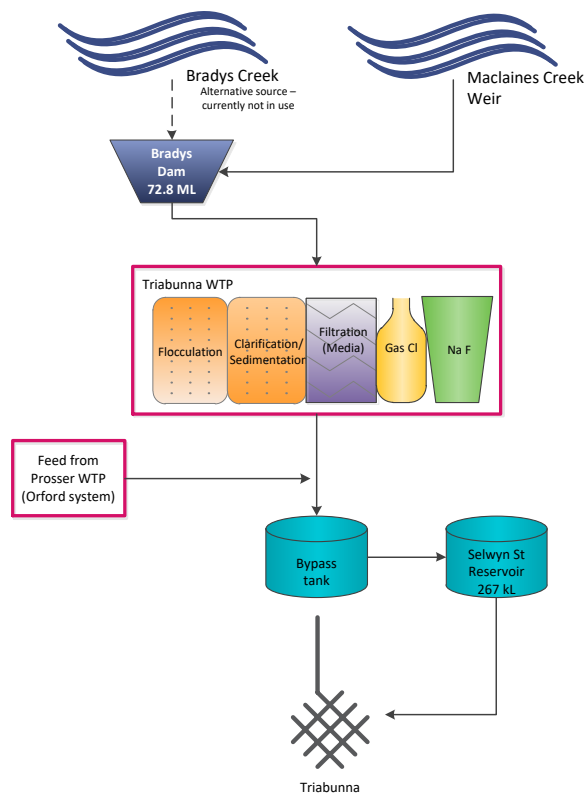 Bradys Creek
Alternative source –
currently not in use
Maclaines Creek
Weir
Bradys
Dam
72.8 ML
Triabunna WTP
Flocculation
Clarification/
Sedimentation
Filtration
(Media)
Gas Cl
Na F
Feed from
Prosser WTP
(Orford system)
Bypass
tank
Selwyn St
Reservoir
267 kL
Triabunna